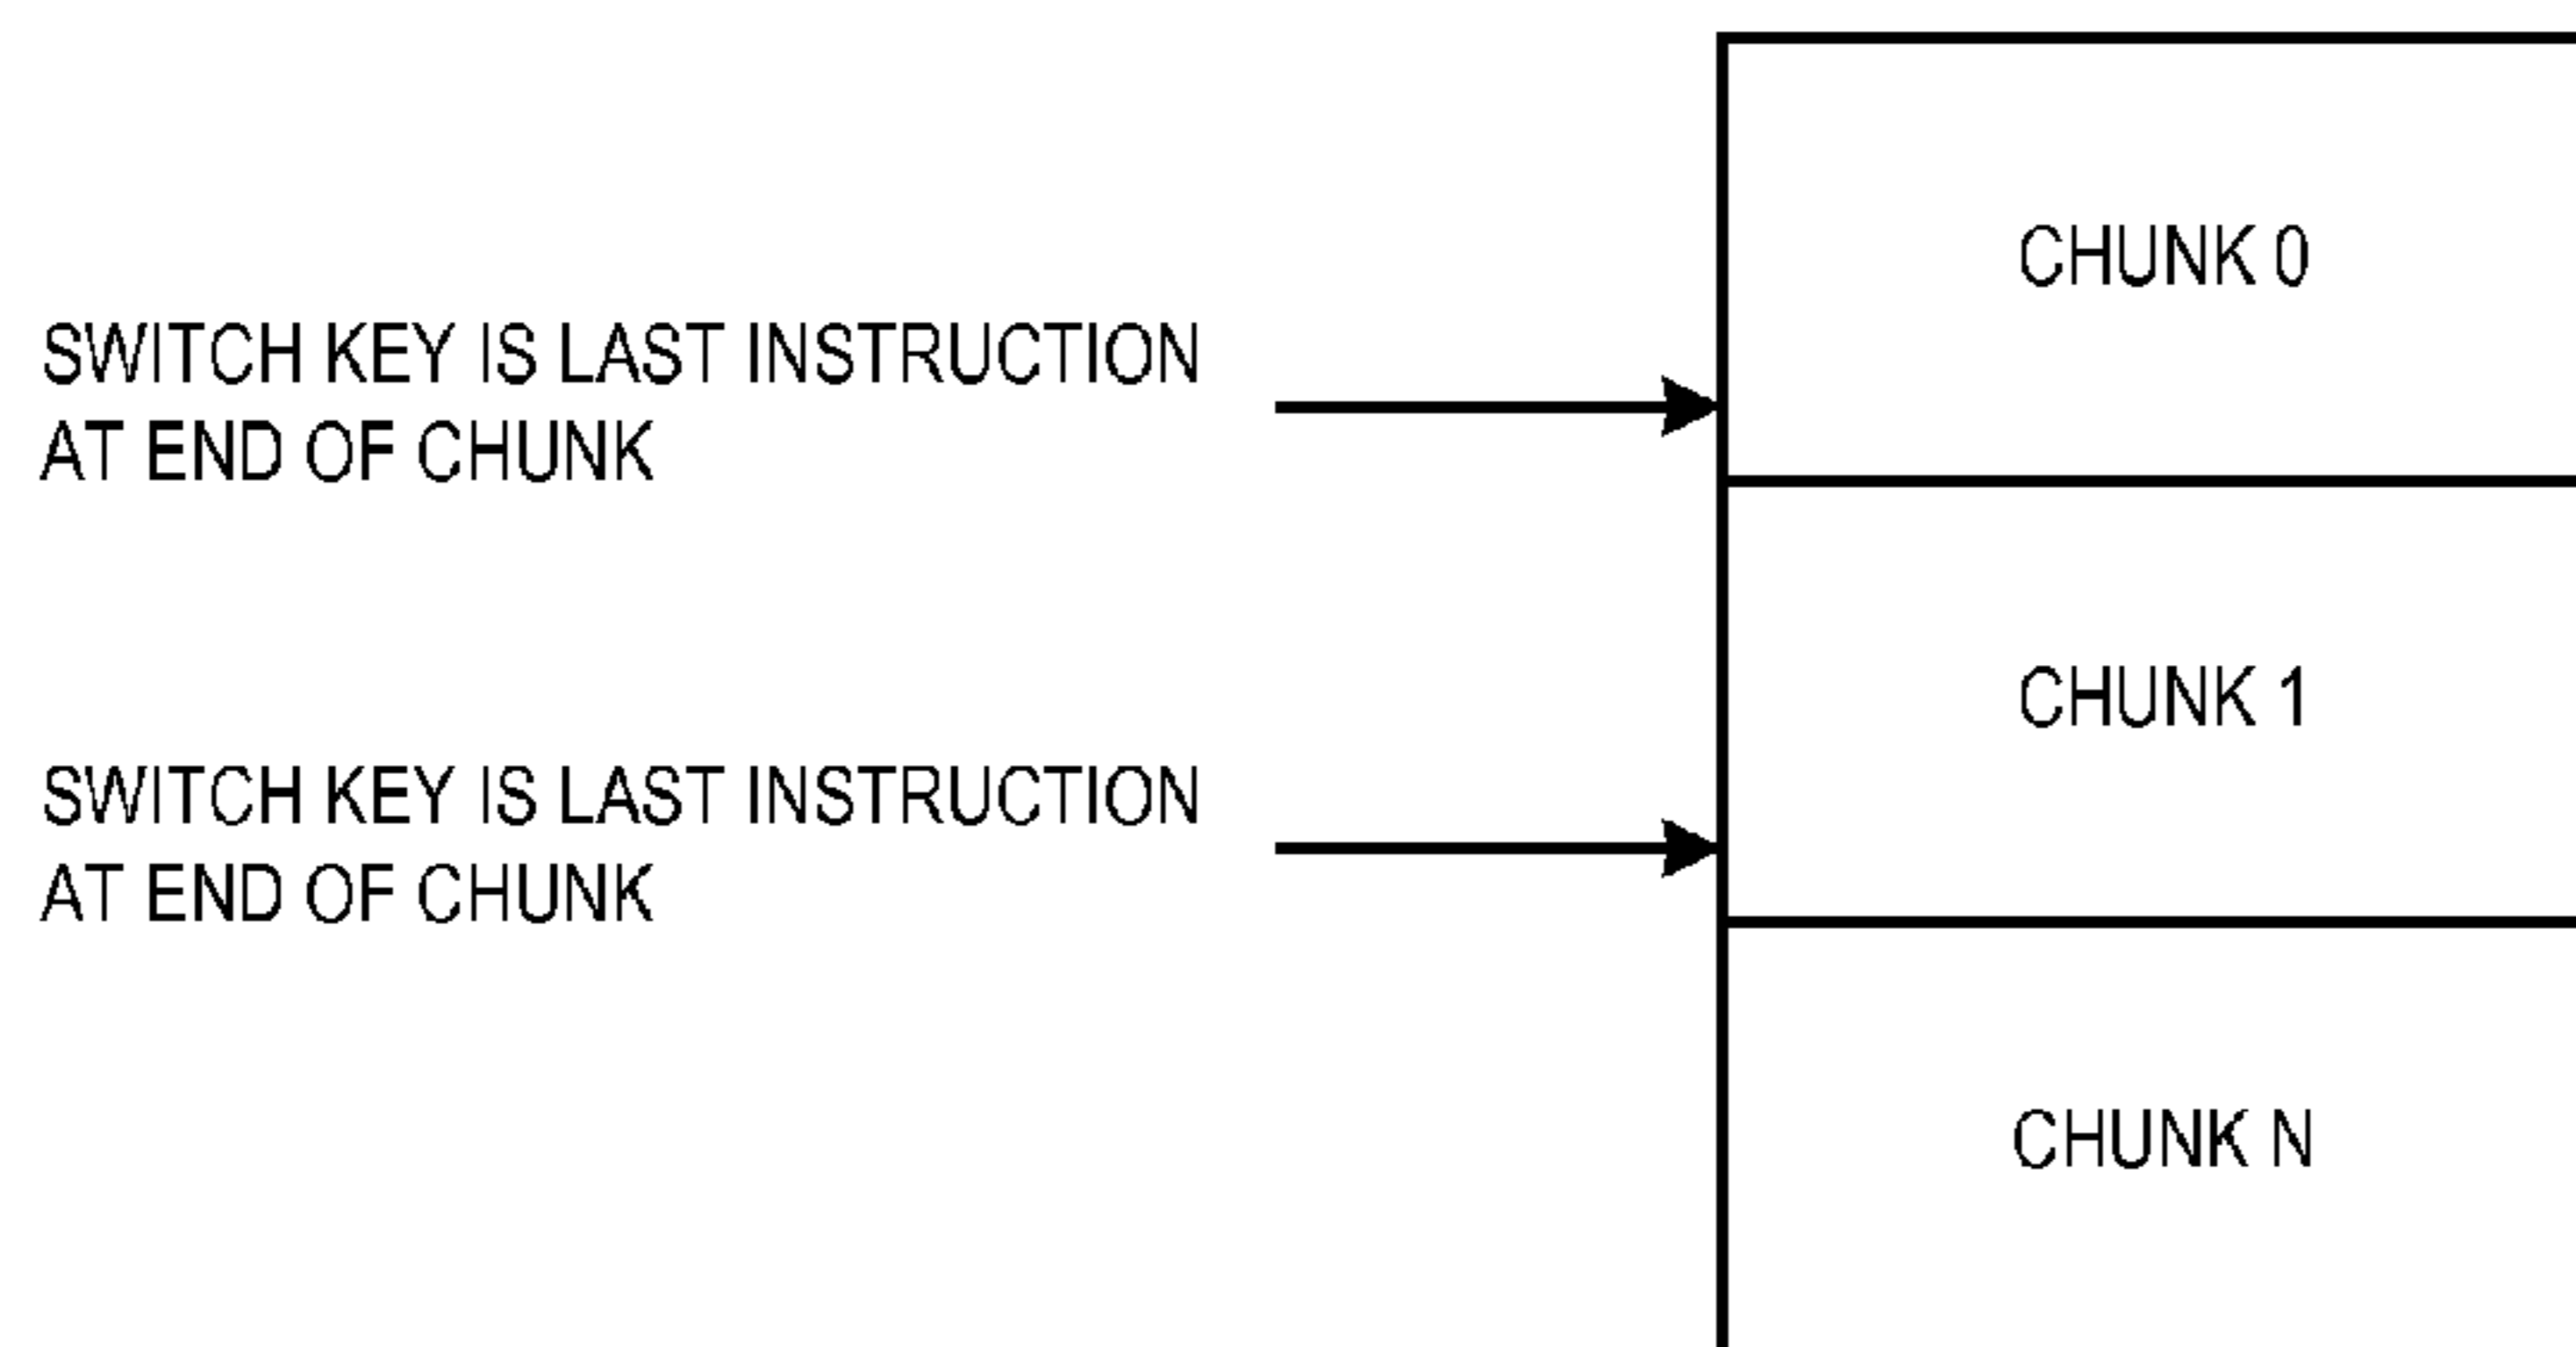 CHUNK 0
SWITCH KEY IS LAST INSTRUCTION
AT END OF CHUNK
CHUNK 1
SWITCH KEY IS LAST INSTRUCTION
AT END OF CHUNK
CHUNK N